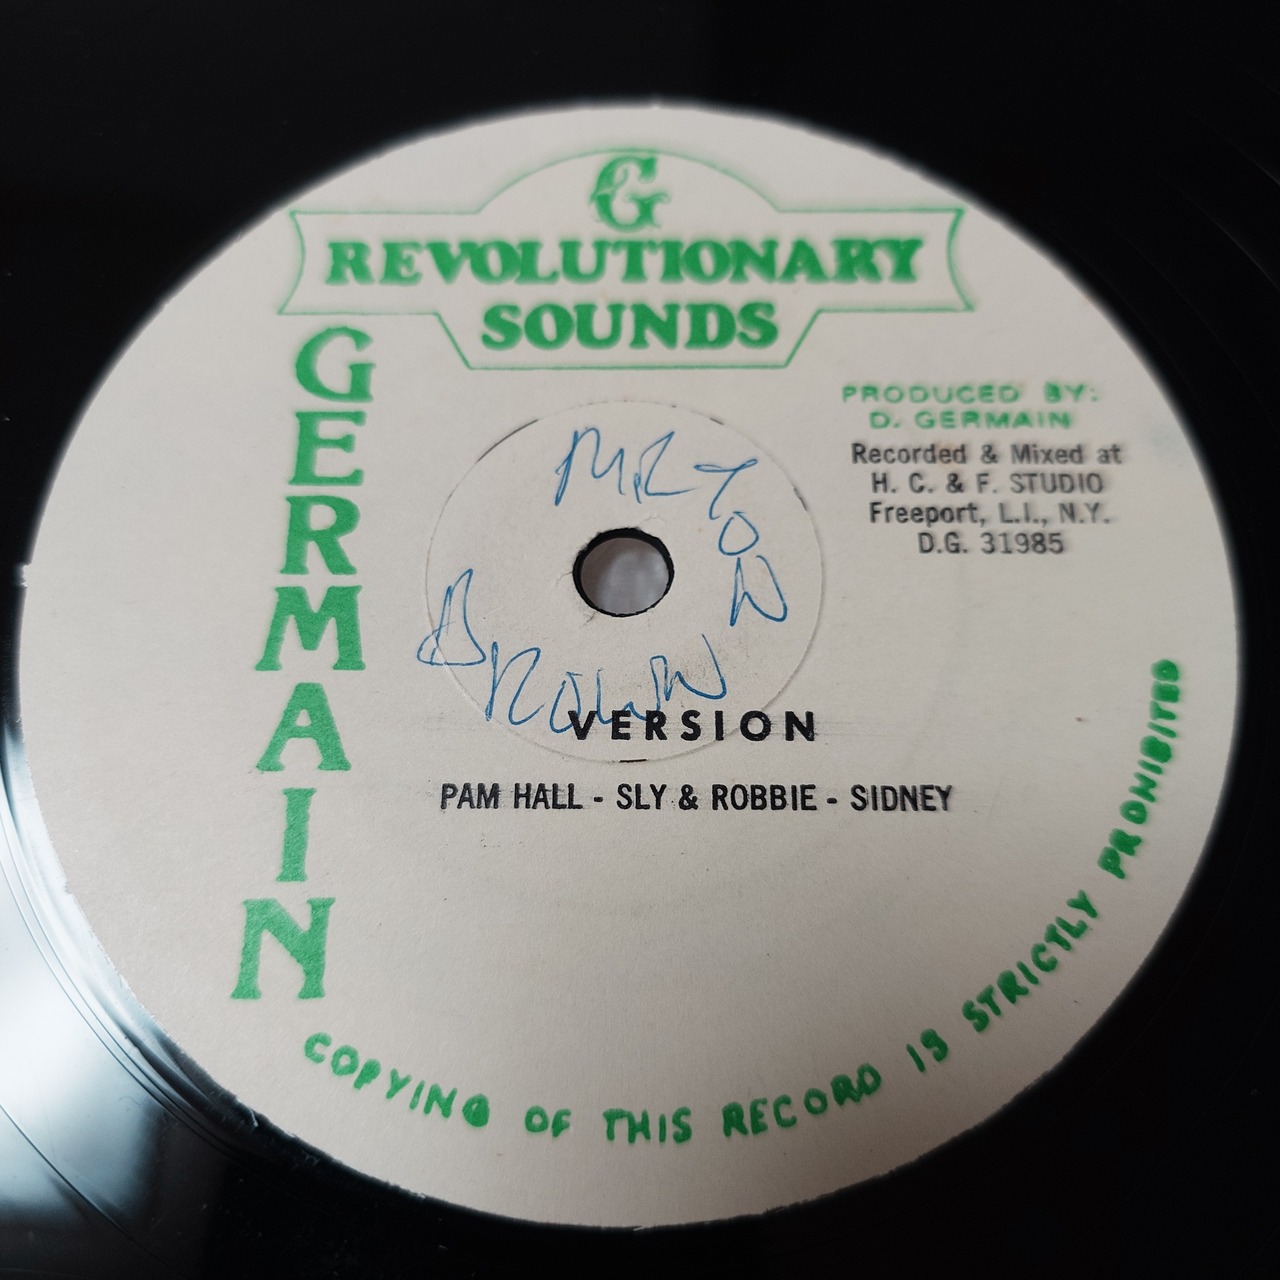 G
REVOLUTIONARY
SOUNDS
GERMAIN
PRODUCED BY:
D. GERMAIN
Recorded & Mixed at
H. C. & F. STUDIO
Freeport, L.I., N.Y.
D.G. 31985
BROWN
VERSION
PAM HALL - SLY & ROBBIE - SIDNEY
COPYING OF THIS RECORD IS STRICTLY PROHIBITED